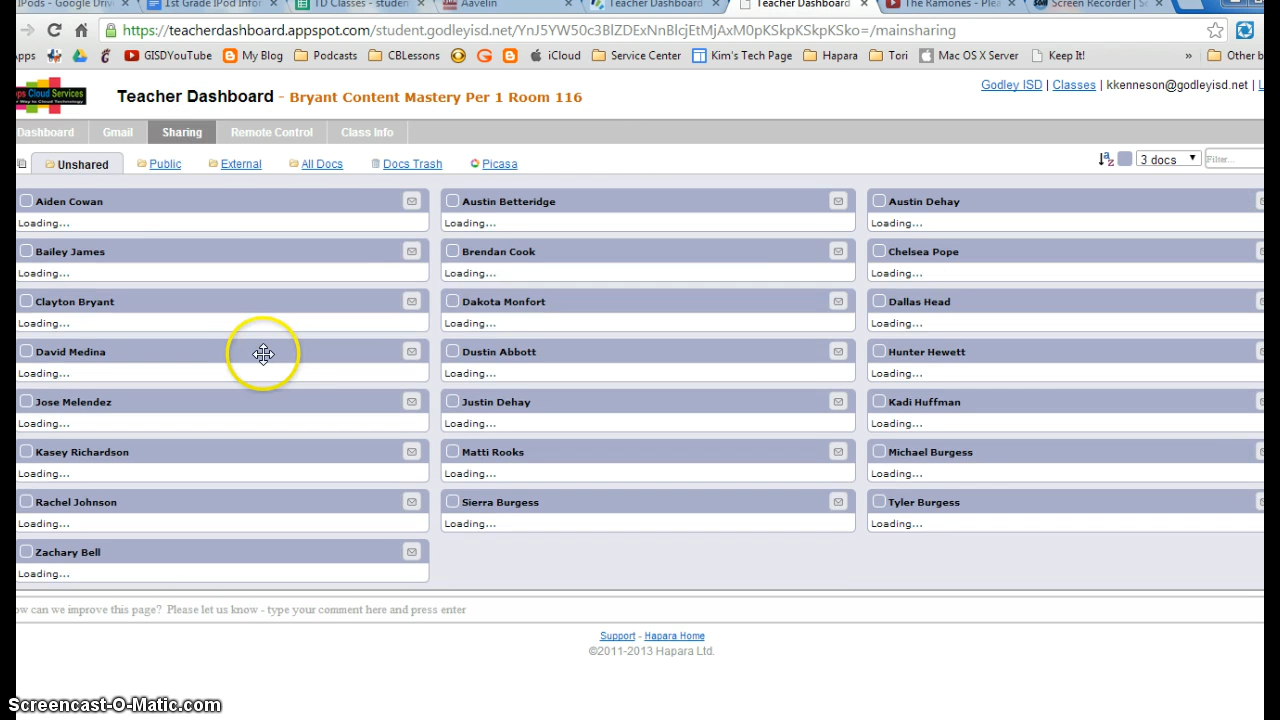 iPods - Google Driv × 1st Grade IPod Infor × TD Classes - studen × Aavelin × Teacher Dashboard × Teacher Dashboard × The Ramones - Plea × Screen Recorder | Sc ×
https://teacherdashboard.appspot.com/student.godleyisd.net/YnJ5YW50c3BlZDExNnBlcjEtMjAxM0pKSkpKSkpKSko=/mainsharing
Apps GISDYouTube My Blog Podcasts CBLessons iCloud Service Center Kim's Tech Page Hapara Tori Mac OS X Server Keep It! » Other b
ps Cloud Services
Teacher Dashboard - Bryant Content Mastery Per 1 Room 116
Godley ISD | Classes | kkenneson@godleyisd.net | L
Dashboard Gmail Sharing Remote Control Class Info
Unshared Public External All Docs Docs Trash Picasa 3 docs Filter...
Aiden Cowan Austin Betteridge Austin Dehay
Loading... Loading... Loading...
Bailey James Brendan Cook Chelsea Pope
Loading... Loading... Loading...
Clayton Bryant Dakota Monfort Dallas Head
Loading... Loading... Loading...
David Medina Dustin Abbott Hunter Hewett
Loading... Loading... Loading...
Jose Melendez Justin Dehay Kadi Huffman
Loading... Loading... Loading...
Kasey Richardson Matti Rooks Michael Burgess
Loading... Loading... Loading...
Rachel Johnson Sierra Burgess Tyler Burgess
Loading... Loading... Loading...
Zachary Bell
Loading...
ow can we improve this page? Please let us know - type your comment here and press enter
Support - Hapara Home
©2011-2013 Hapara Ltd.
Screencast-O-Matic.com